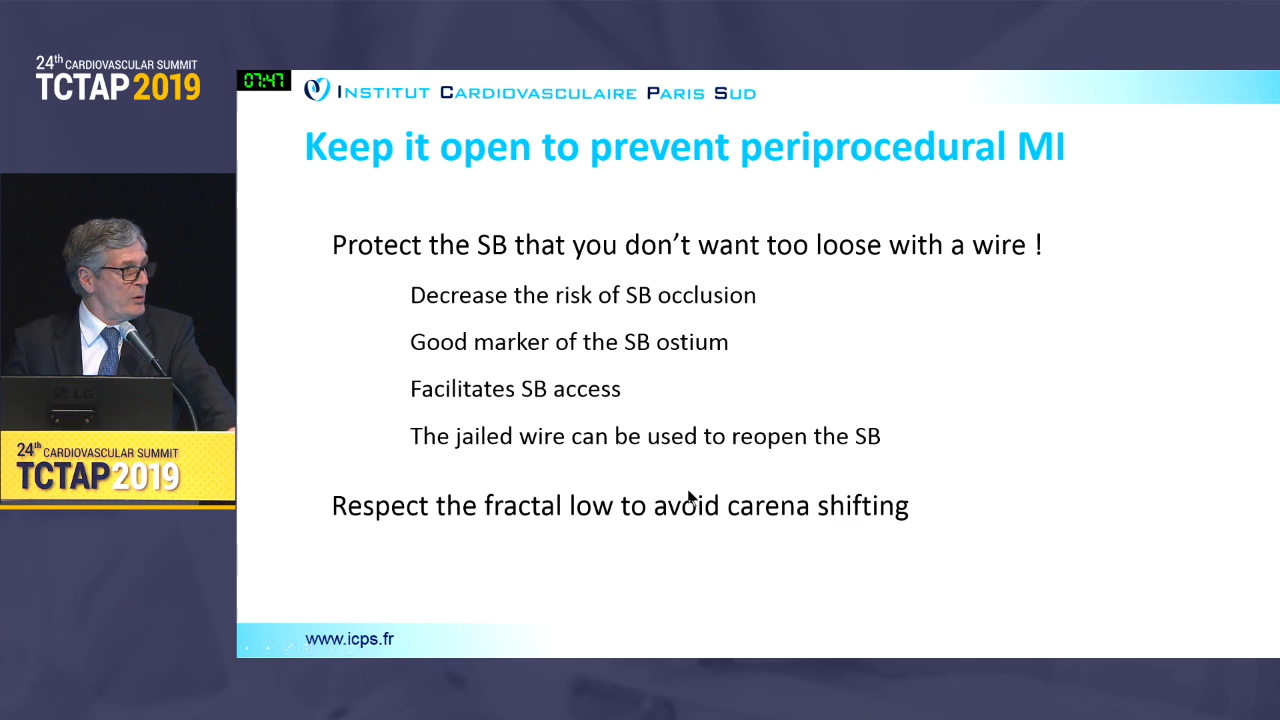 24th CARDIOVASCULAR SUMMIT
TCTAP 2019
07:47
INSTITUT CARDIOVASCULAIRE PARIS SUD
Keep it open to prevent periprocedural MI
Protect the SB that you don’t want too loose with a wire !
Decrease the risk of SB occlusion
Good marker of the SB ostium
Facilitates SB access
The jailed wire can be used to reopen the SB
Respect the fractal low to avoid carena shifting
www.icps.fr
LG
24th CARDIOVASCULAR SUMMIT
TCTAP 2019